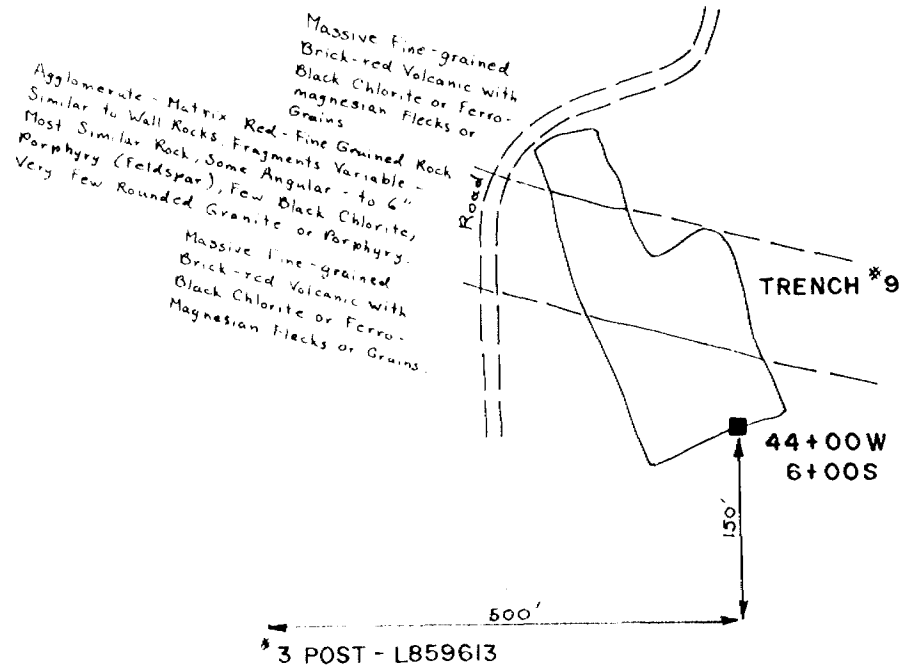 Massive Fine-grained
Brick-red Volcanic with
Black Chlorite or Ferro-
magnesian Flecks or
Grains
Agglomerate - Matrix Red-Fine Grained Rock
Similar to Wall Rocks. Fragments Variable -
Most Similar Rock, Some Angular - to 6"
Porphyry (Feldspar), Few Black Chlorite,
Very Few Rounded Granite or Porphyry.
Massive Fine-grained
Brick-red Volcanic with
Black Chlorite or Ferro-
Magnesian Flecks or Grains.
Road
TRENCH #9
44+00W
6+00S
150'
500'
#3 POST - L859613